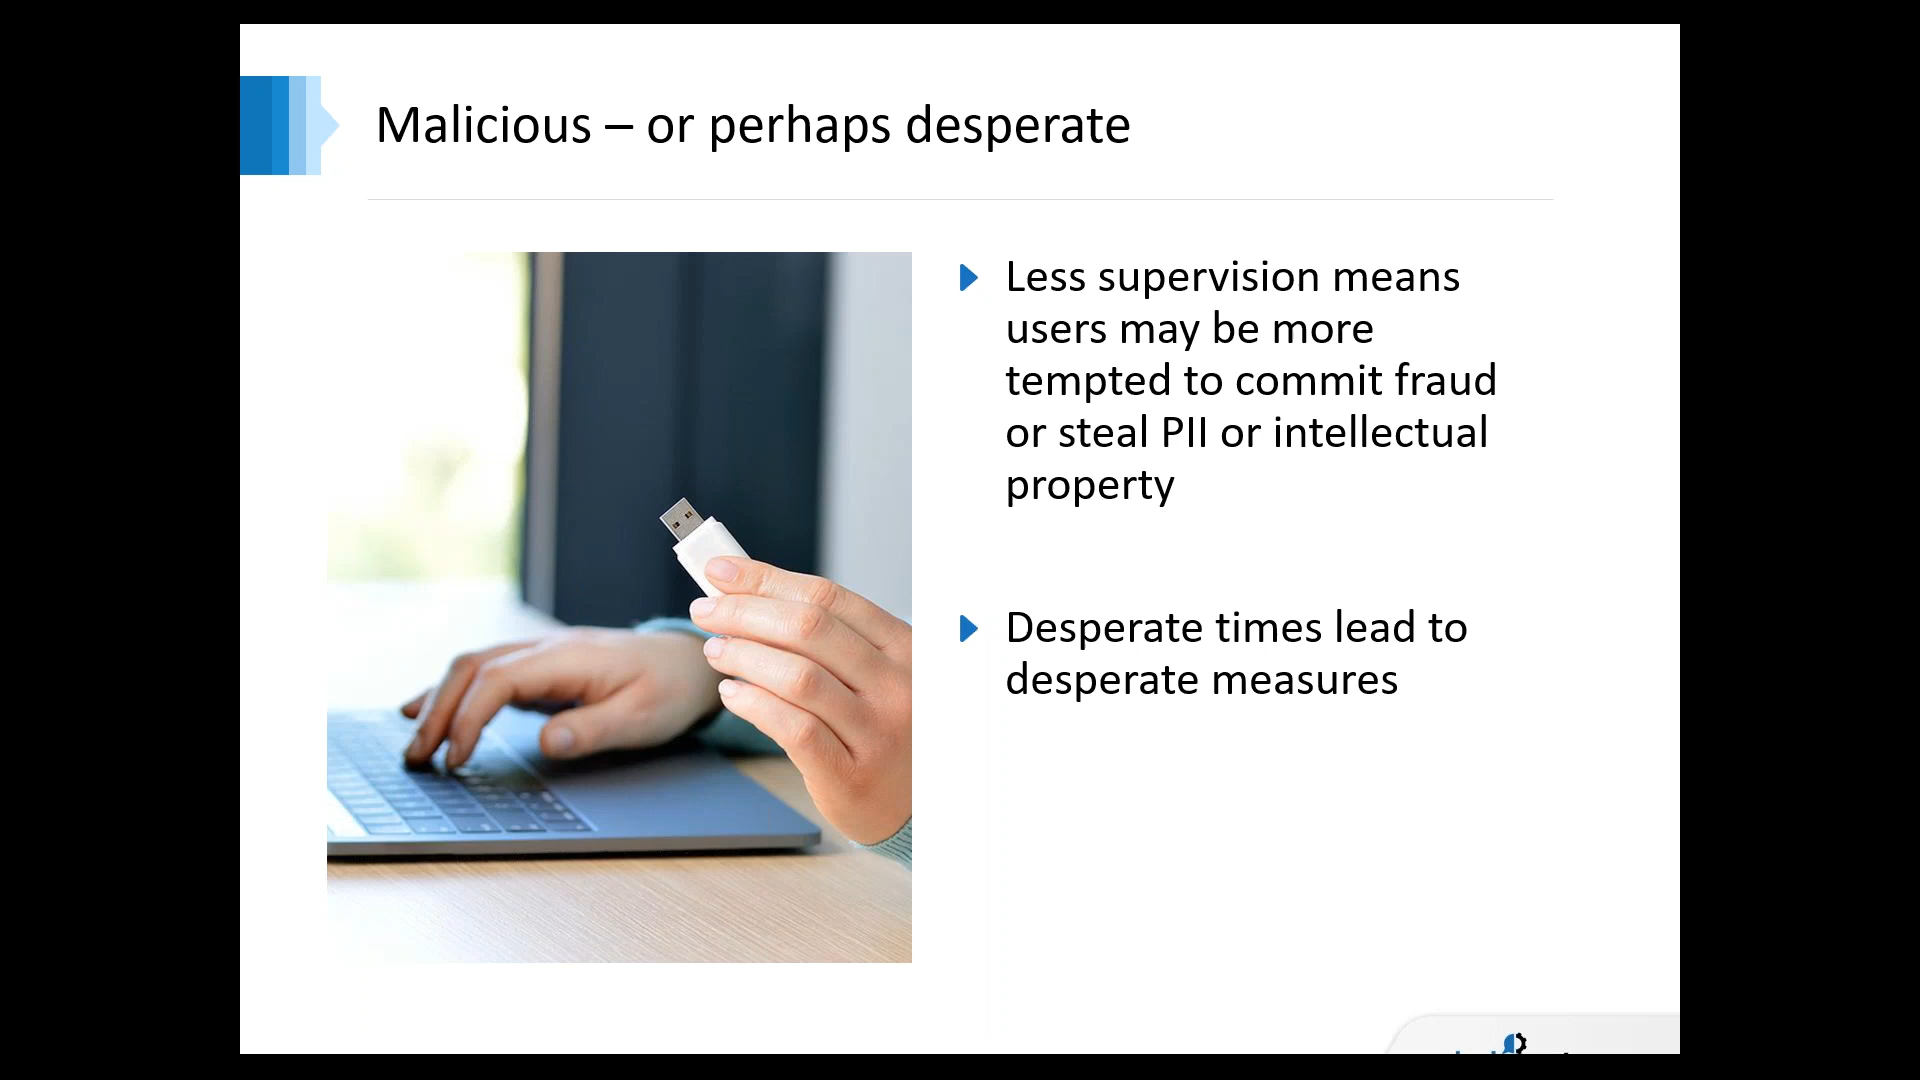 Malicious – or perhaps desperate
Less supervision means
users may be more
tempted to commit fraud
or steal PII or intellectual
property
Desperate times lead to
desperate measures